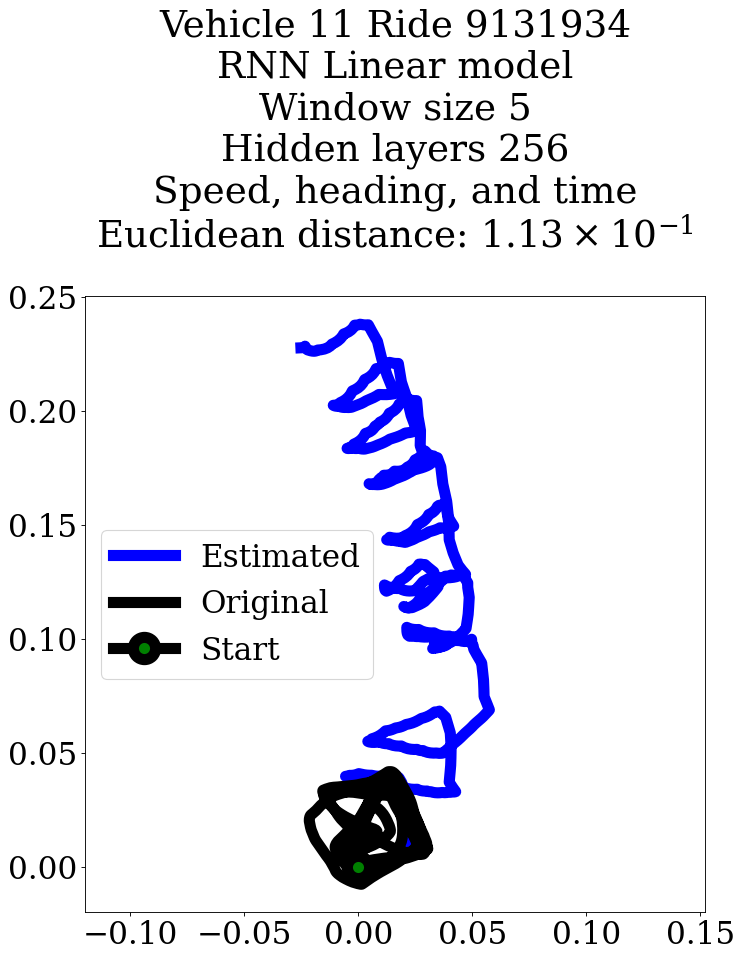 Vehicle 11 Ride 9131934
RNN Linear model
Window size 5
Hidden layers 256
Speed, heading, and time
Euclidean distance: 1.13 × 10⁻¹
0.25
0.20
0.15
0.10
0.05
0.00
Estimated
Original
Start
−0.10 −0.05 0.00 0.05 0.10 0.15